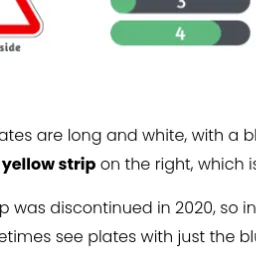 3
side
4
ates are long and white, with a bl
yellow strip on the right, which is
p was discontinued in 2020, so in
etimes see plates with just the blu